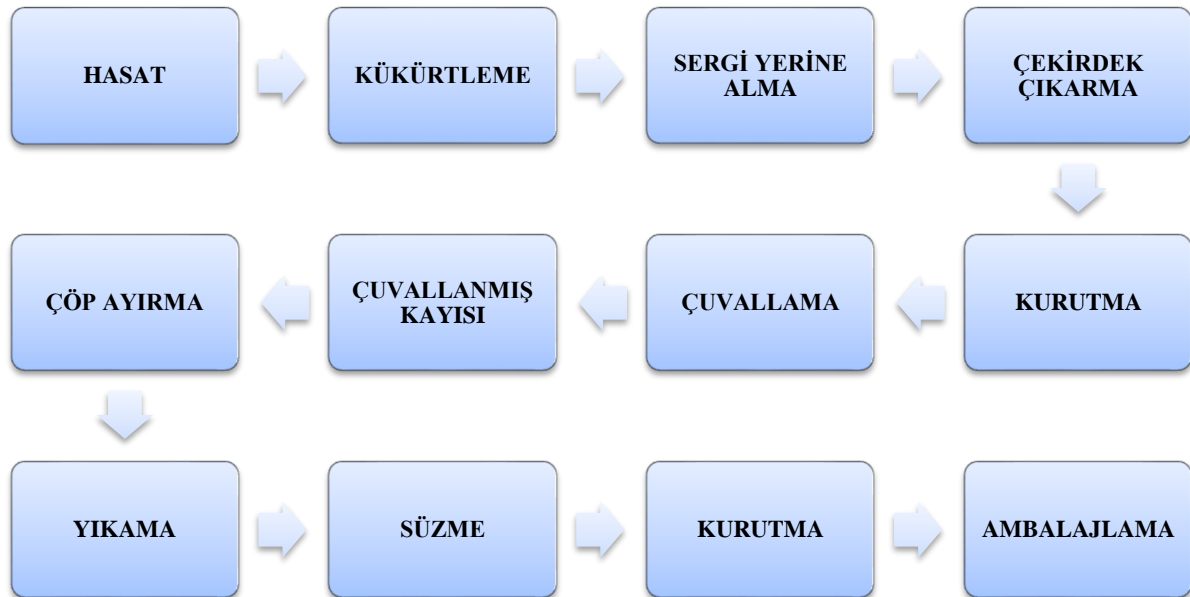 HASAT
KÜKÜRTLEME
SERGİ YERİNE
ALMA
ÇEKİRDEK
ÇIKARMA
KURUTMA
ÇUVALLAMA
ÇUVALLANMIŞ
KAYISI
ÇÖP AYIRMA
YIKAMA
SÜZME
KURUTMA
AMBALAJLAMA